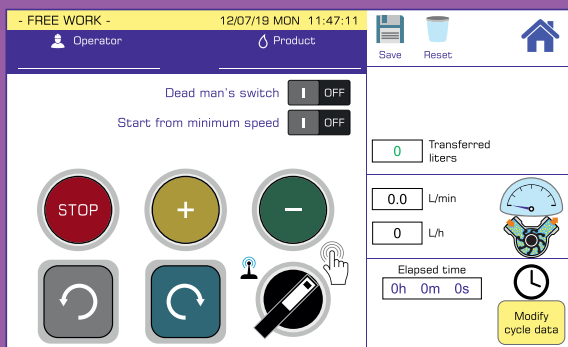 - FREE WORK -
12/07/19 MON 11:47:11
Operator
Product
Save
Reset
Dead man's switch
I OFF
Start from minimum speed
I OFF
0
Transferred
liters
STOP
+
-
0.0
L/min
0
L/h
Elapsed time
0h 0m 0s
Modify
cycle data